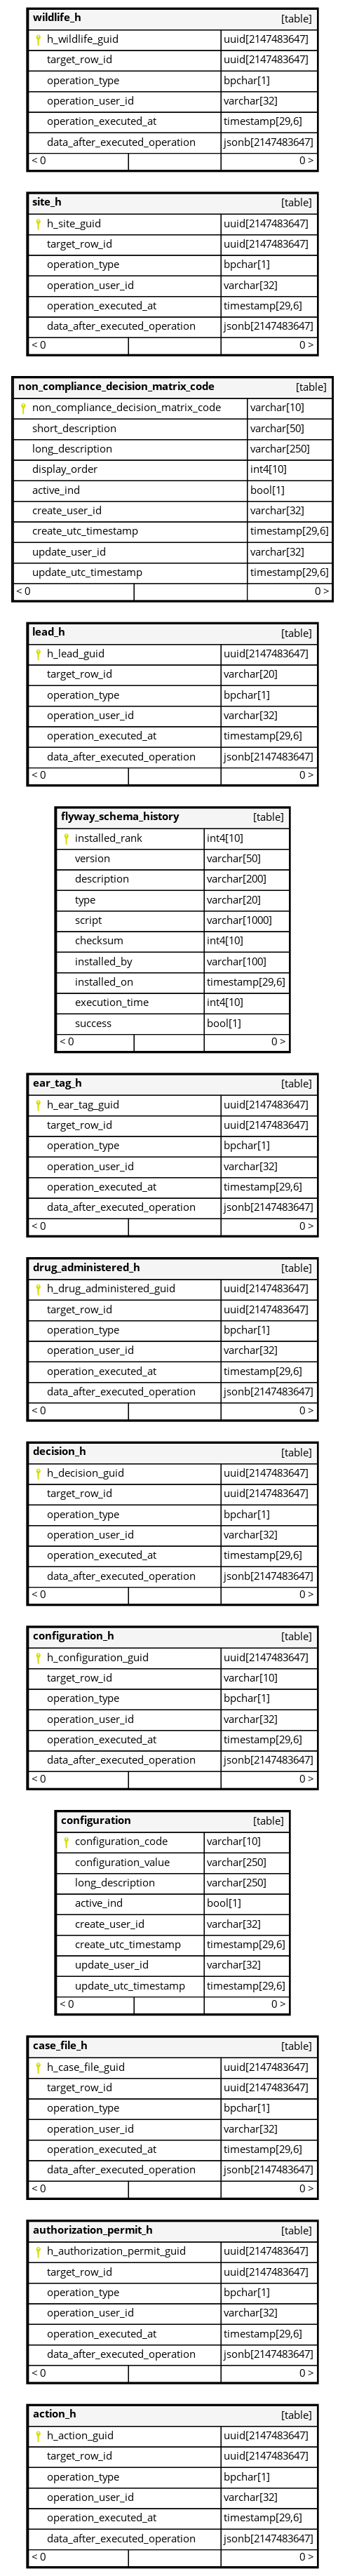 wildlife_h [table]
h_wildlife_guid uuid[2147483647]
target_row_id uuid[2147483647]
operation_type bpchar[1]
operation_user_id varchar[32]
operation_executed_at timestamp[29,6]
data_after_executed_operation jsonb[2147483647]
< 0 0 >
site_h [table]
h_site_guid uuid[2147483647]
target_row_id uuid[2147483647]
operation_type bpchar[1]
operation_user_id varchar[32]
operation_executed_at timestamp[29,6]
data_after_executed_operation jsonb[2147483647]
< 0 0 >
non_compliance_decision_matrix_code [table]
non_compliance_decision_matrix_code varchar[10]
short_description varchar[50]
long_description varchar[250]
display_order int4[10]
active_ind bool[1]
create_user_id varchar[32]
create_utc_timestamp timestamp[29,6]
update_user_id varchar[32]
update_utc_timestamp timestamp[29,6]
< 0 0 >
lead_h [table]
h_lead_guid uuid[2147483647]
target_row_id varchar[20]
operation_type bpchar[1]
operation_user_id varchar[32]
operation_executed_at timestamp[29,6]
data_after_executed_operation jsonb[2147483647]
< 0 0 >
flyway_schema_history [table]
installed_rank int4[10]
version varchar[50]
description varchar[200]
type varchar[20]
script varchar[1000]
checksum int4[10]
installed_by varchar[100]
installed_on timestamp[29,6]
execution_time int4[10]
success bool[1]
< 0 0 >
ear_tag_h [table]
h_ear_tag_guid uuid[2147483647]
target_row_id uuid[2147483647]
operation_type bpchar[1]
operation_user_id varchar[32]
operation_executed_at timestamp[29,6]
data_after_executed_operation jsonb[2147483647]
< 0 0 >
drug_administered_h [table]
h_drug_administered_guid uuid[2147483647]
target_row_id uuid[2147483647]
operation_type bpchar[1]
operation_user_id varchar[32]
operation_executed_at timestamp[29,6]
data_after_executed_operation jsonb[2147483647]
< 0 0 >
decision_h [table]
h_decision_guid uuid[2147483647]
target_row_id uuid[2147483647]
operation_type bpchar[1]
operation_user_id varchar[32]
operation_executed_at timestamp[29,6]
data_after_executed_operation jsonb[2147483647]
< 0 0 >
configuration_h [table]
h_configuration_guid uuid[2147483647]
target_row_id varchar[10]
operation_type bpchar[1]
operation_user_id varchar[32]
operation_executed_at timestamp[29,6]
data_after_executed_operation jsonb[2147483647]
< 0 0 >
configuration [table]
configuration_code varchar[10]
configuration_value varchar[250]
long_description varchar[250]
active_ind bool[1]
create_user_id varchar[32]
create_utc_timestamp timestamp[29,6]
update_user_id varchar[32]
update_utc_timestamp timestamp[29,6]
< 0 0 >
case_file_h [table]
h_case_file_guid uuid[2147483647]
target_row_id uuid[2147483647]
operation_type bpchar[1]
operation_user_id varchar[32]
operation_executed_at timestamp[29,6]
data_after_executed_operation jsonb[2147483647]
< 0 0 >
authorization_permit_h [table]
h_authorization_permit_guid uuid[2147483647]
target_row_id uuid[2147483647]
operation_type bpchar[1]
operation_user_id varchar[32]
operation_executed_at timestamp[29,6]
data_after_executed_operation jsonb[2147483647]
< 0 0 >
action_h [table]
h_action_guid uuid[2147483647]
target_row_id uuid[2147483647]
operation_type bpchar[1]
operation_user_id varchar[32]
operation_executed_at timestamp[29,6]
data_after_executed_operation jsonb[2147483647]
< 0 0 >